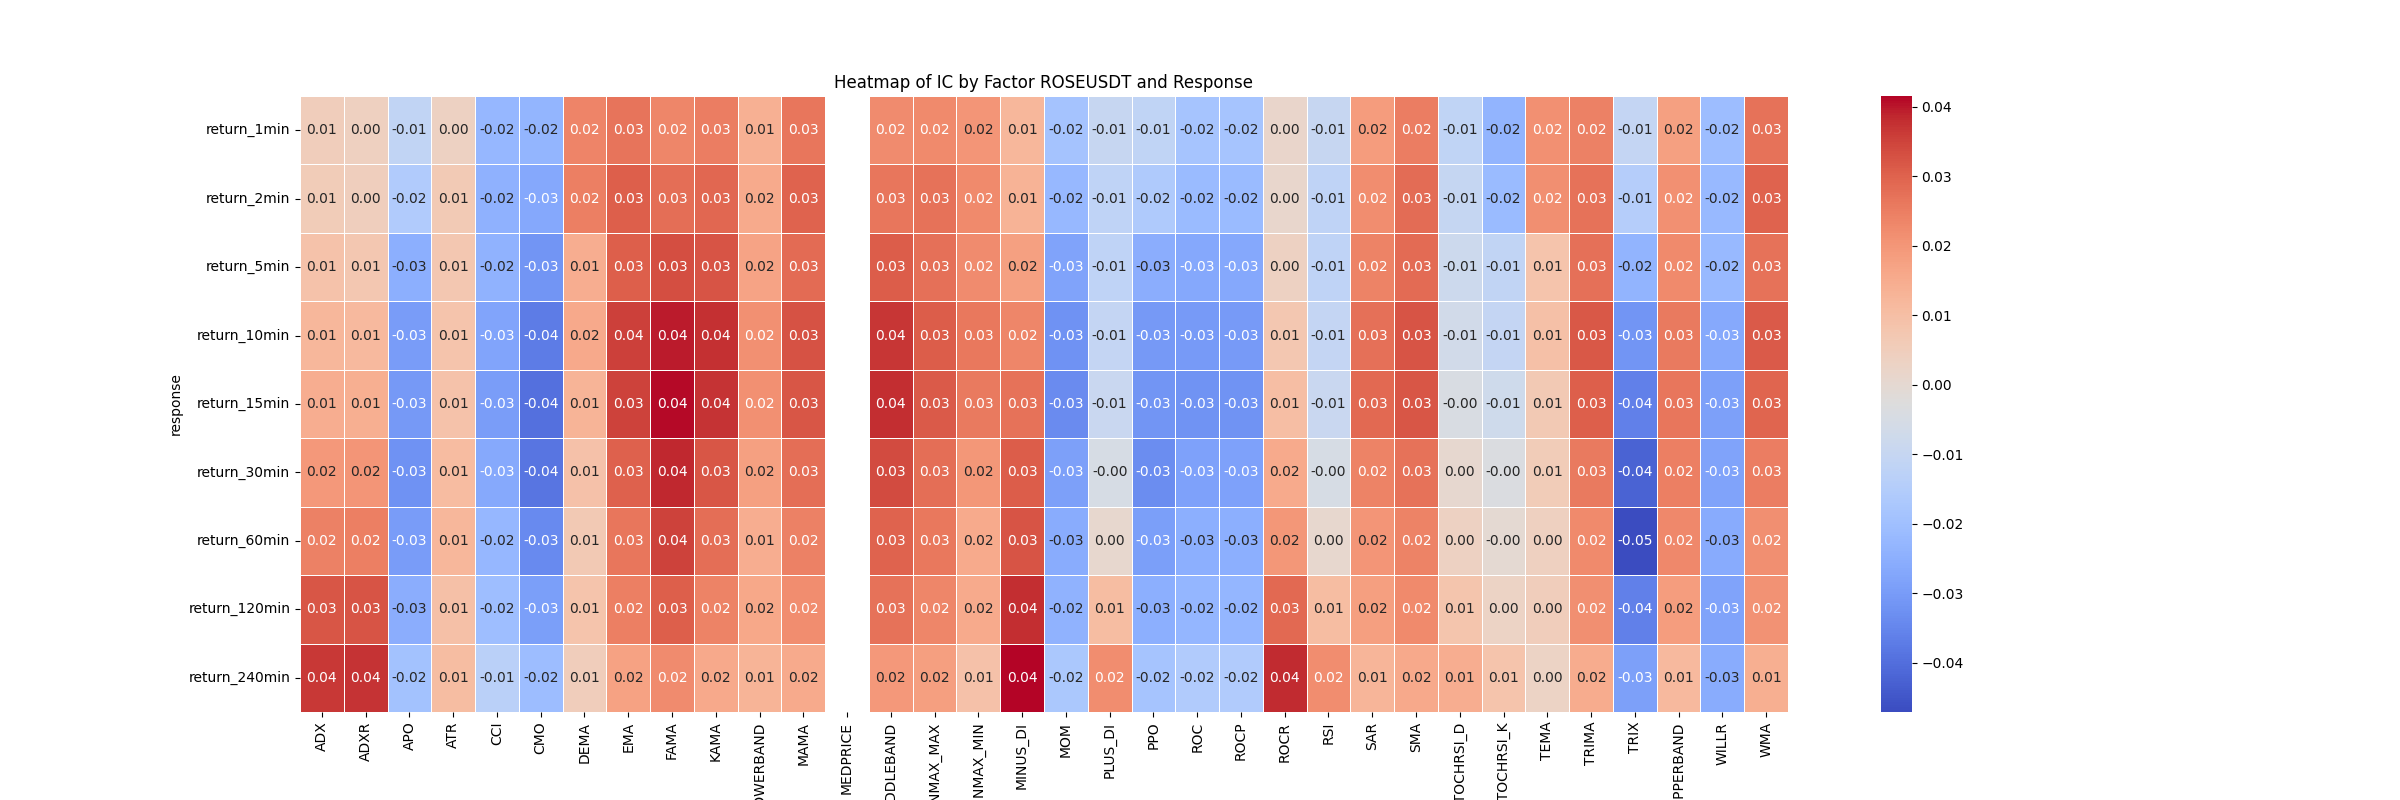 Heatmap of IC by Factor ROSEUSDT and Response
return_1min 0.01 0.00 -0.01 0.00 -0.02 -0.02 0.02 0.03 0.02 0.03 0.01 0.03 0.02 0.02 0.02 0.01 -0.02 -0.01 -0.01 -0.02 -0.02 0.00 -0.01 0.02 0.02 -0.01 -0.02 0.02 0.02 -0.01 0.02 -0.02 0.03
return_2min 0.01 0.00 -0.02 0.01 -0.02 -0.03 0.02 0.03 0.03 0.03 0.02 0.03 0.03 0.03 0.02 0.01 -0.02 -0.01 -0.02 -0.02 -0.02 0.00 -0.01 0.02 0.03 -0.01 -0.02 0.02 0.03 -0.01 0.02 -0.02 0.03
return_5min 0.01 0.01 -0.03 0.01 -0.02 -0.03 0.01 0.03 0.03 0.03 0.02 0.03 0.03 0.03 0.02 0.02 -0.03 -0.01 -0.03 -0.03 -0.03 0.00 -0.01 0.02 0.03 -0.01 -0.01 0.01 0.03 -0.02 0.02 -0.02 0.03
return_10min 0.01 0.01 -0.03 0.01 -0.03 -0.04 0.02 0.04 0.04 0.04 0.02 0.03 0.04 0.03 0.03 0.02 -0.03 -0.01 -0.03 -0.03 -0.03 0.01 -0.01 0.03 0.03 -0.01 -0.01 0.01 0.03 -0.03 0.03 -0.03 0.03
return_15min 0.01 0.01 -0.03 0.01 -0.03 -0.04 0.01 0.03 0.04 0.04 0.02 0.03 0.04 0.03 0.03 0.03 -0.03 -0.01 -0.03 -0.03 -0.03 0.01 -0.01 0.03 0.03 -0.00 -0.01 0.01 0.03 -0.04 0.03 -0.03 0.03
return_30min 0.02 0.02 -0.03 0.01 -0.03 -0.04 0.01 0.03 0.04 0.03 0.02 0.03 0.03 0.03 0.02 0.03 -0.03 -0.00 -0.03 -0.03 -0.03 0.02 -0.00 0.02 0.03 0.00 -0.00 0.01 0.03 -0.04 0.02 -0.03 0.03
return_60min 0.02 0.02 -0.03 0.01 -0.02 -0.03 0.01 0.03 0.04 0.03 0.01 0.02 0.03 0.03 0.02 0.03 -0.03 0.00 -0.03 -0.03 -0.03 0.02 0.00 0.02 0.02 0.00 -0.00 0.00 0.02 -0.05 0.02 -0.03 0.02
return_120min 0.03 0.03 -0.03 0.01 -0.02 -0.03 0.01 0.02 0.03 0.02 0.02 0.02 0.03 0.02 0.02 0.04 -0.02 0.01 -0.03 -0.02 -0.02 0.03 0.01 0.02 0.02 0.01 0.00 0.00 0.02 -0.04 0.02 -0.03 0.02
return_240min 0.04 0.04 -0.02 0.01 -0.01 -0.02 0.01 0.02 0.02 0.02 0.01 0.02 0.02 0.02 0.01 0.04 -0.02 0.02 -0.02 -0.02 -0.02 0.04 0.02 0.01 0.02 0.01 0.01 0.00 0.02 -0.03 0.01 -0.03 0.01
response
ADX ADXR APO ATR CCI CMO DEMA EMA FAMA KAMA OWERBAND MAMA MEDPRICE DDLEBAND NMAX_MAX NMAX_MIN MINUS_DI MOM PLUS_DI PPO ROC ROCP ROCR RSI SAR SMA TOCHRSI_D TOCHRSI_K TEMA TRIMA TRIX PPERBAND WILLR WMA
0.04
0.03
0.02
0.01
0.00
−0.01
−0.02
−0.03
−0.04